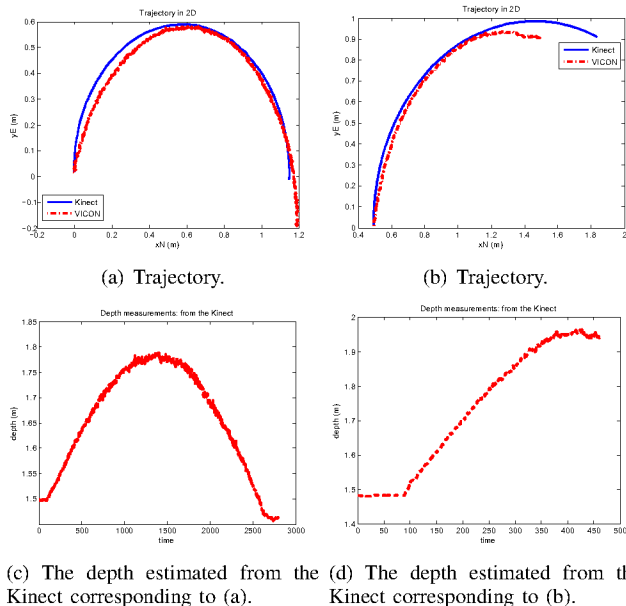 Trajectory in 2D
0.6
0.5
0.4
0.3
0.2
0.1
0
-0.1
-0.2
yE (m)
Kinect
VICON
-0.2 0 0.2 0.4 0.6 0.8 1 1.2
xN (m)
(a) Trajectory.
Trajectory in 2D
1
0.9
0.8
0.7
0.6
0.5
0.4
0.3
0.2
0.1
0
yE (m)
Kinect
VICON
0.4 0.6 0.8 1 1.2 1.4 1.6 1.8 2
xN (m)
(b) Trajectory.
Depth measurements: from the Kinect
1.85
1.8
1.75
1.7
1.65
1.6
1.55
1.5
1.45
depth (m)
0 500 1000 1500 2000 2500 3000
time
(c) The depth estimated from the
Kinect corresponding to (a).
Depth measurements: from the Kinect
2
1.9
1.8
1.7
1.6
1.5
1.4
depth (m)
0 50 100 150 200 250 300 350 400 450 500
time
(d) The depth estimated from th
Kinect corresponding to (b).